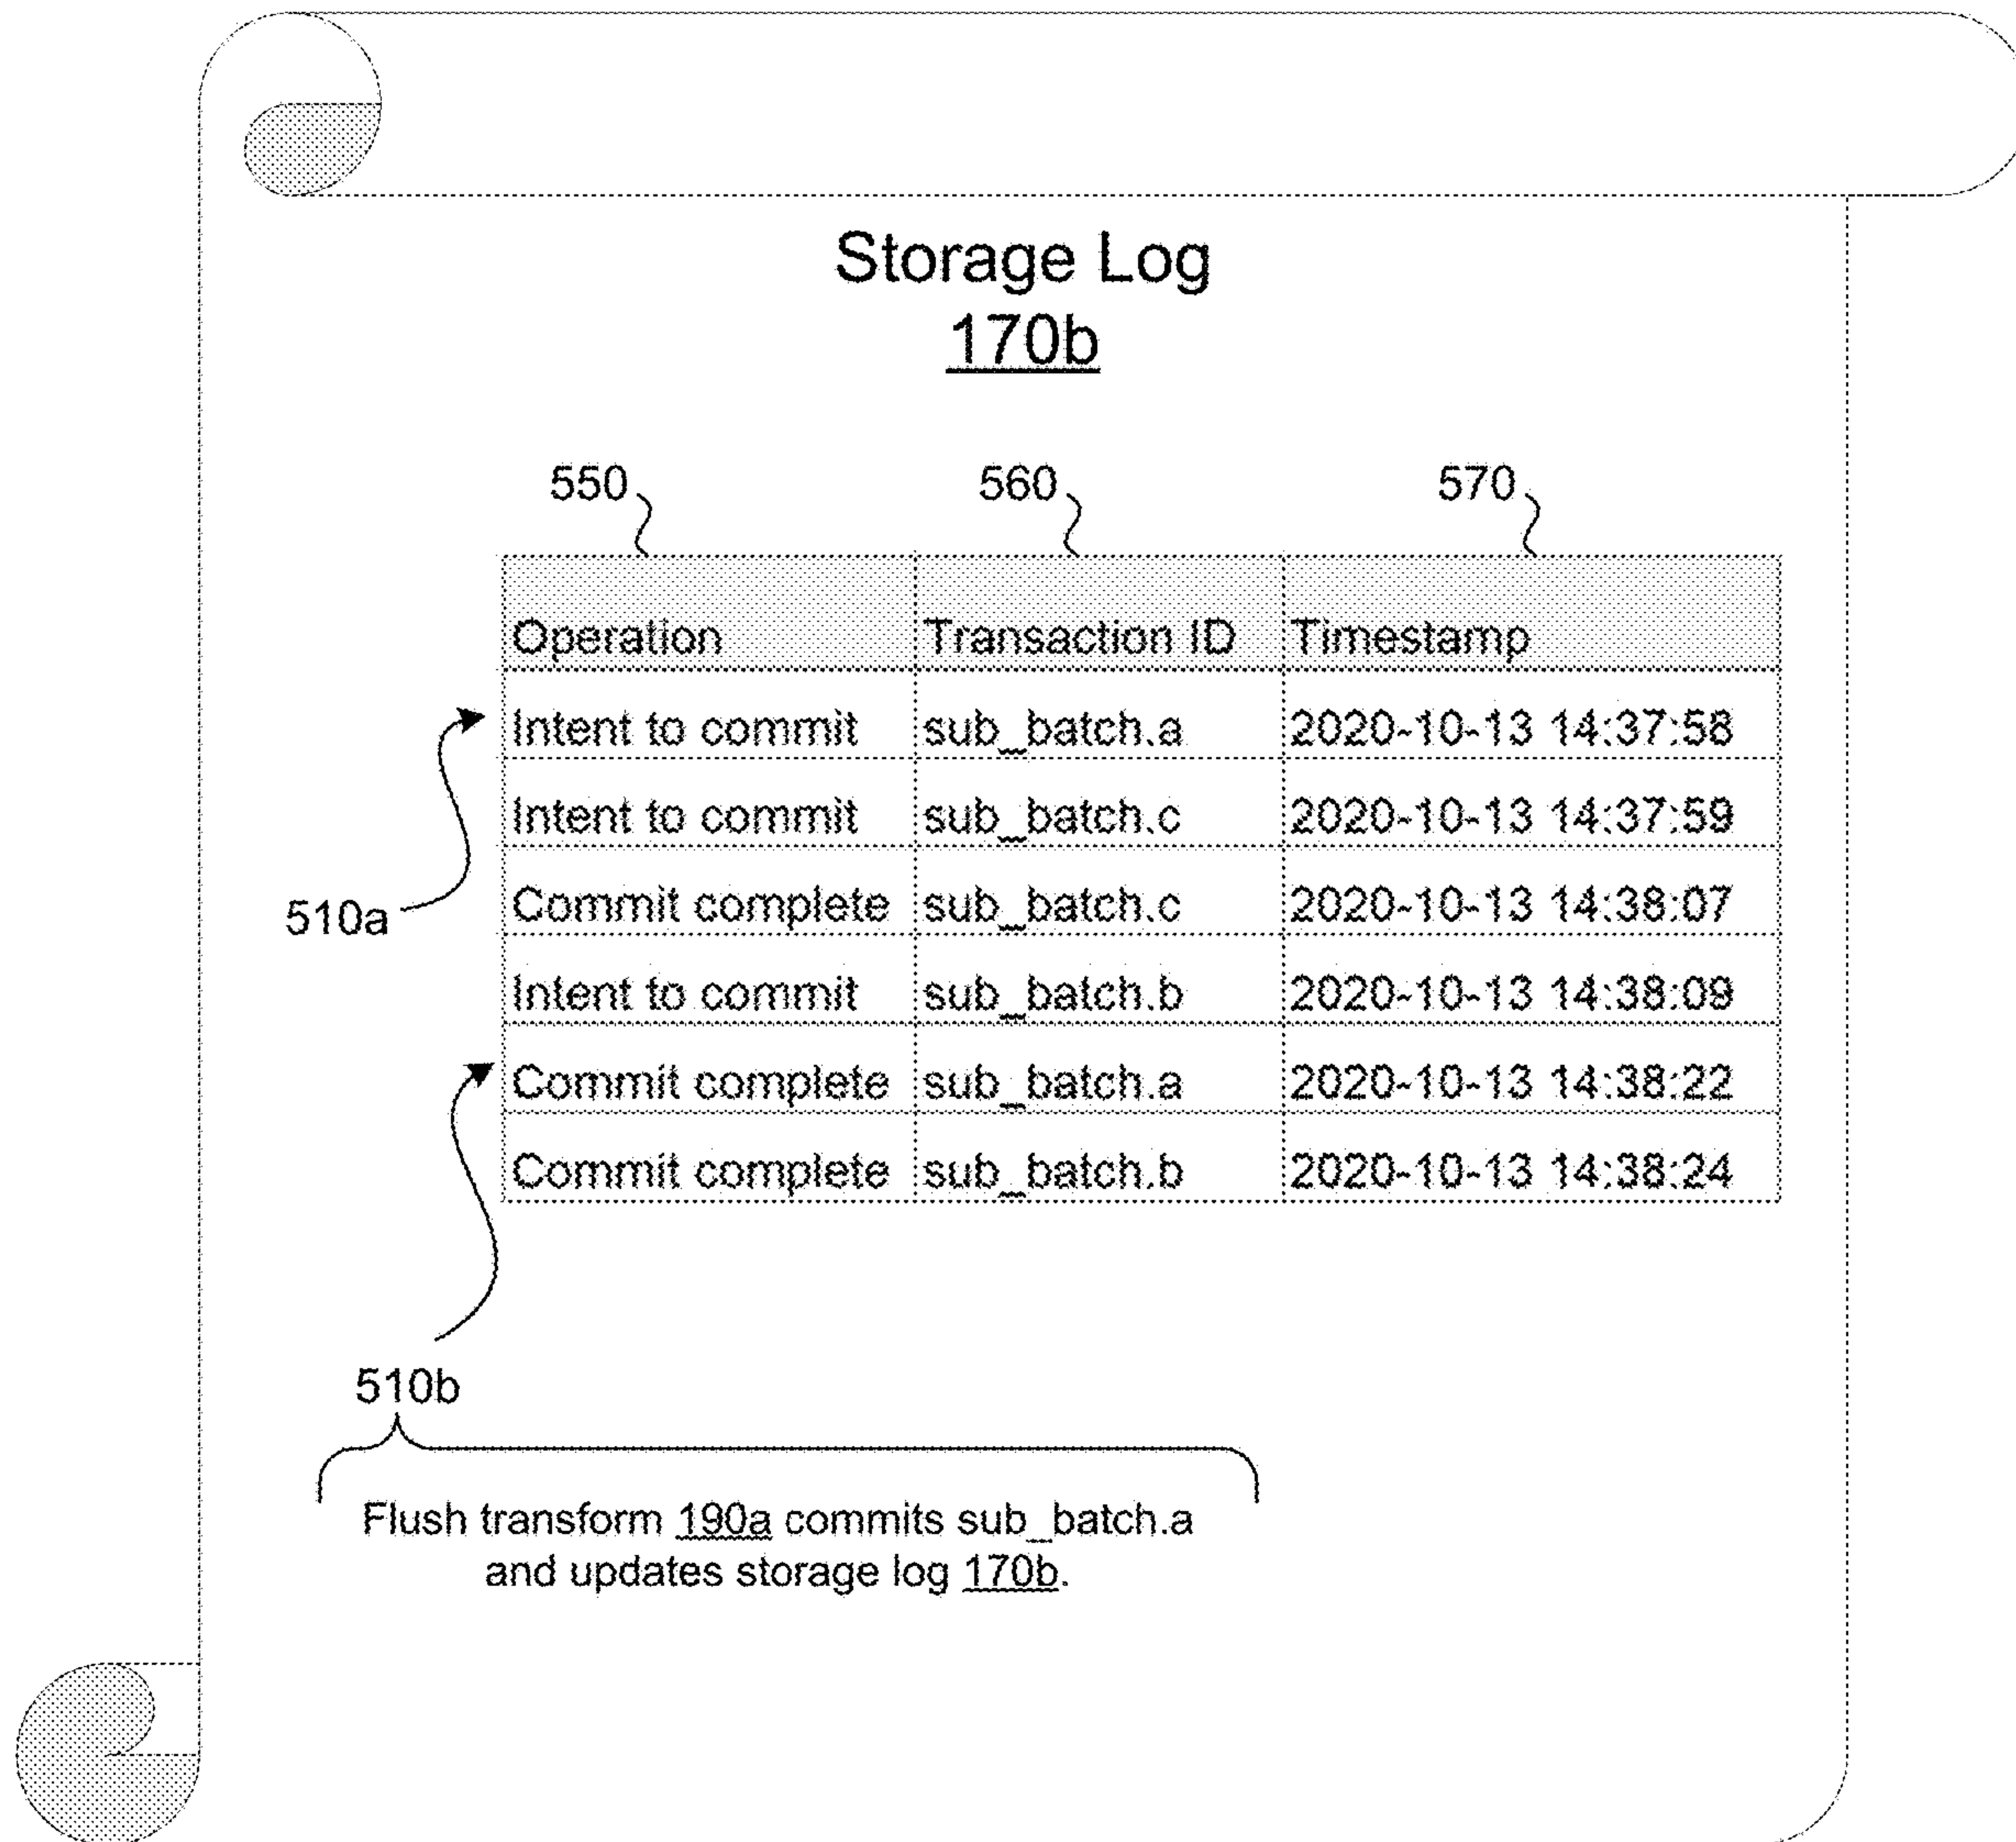 Storage Log
170b
550 560 570
Operation Transaction ID Timestamp
Intent to commit sub_batch.a 2020-10-13 14:37:58
Intent to commit sub_batch.c 2020-10-13 14:37:59
510a
Commit complete sub_batch.c 2020-10-13 14:38:07
Intent to commit sub_batch.b 2020-10-13 14:38:09
Commit complete sub_batch.a 2020-10-13 14:38:22
Commit complete sub_batch.b 2020-10-13 14:38:24
510b
Flush transform 190a commits sub_batch.a
and updates storage log 170b.